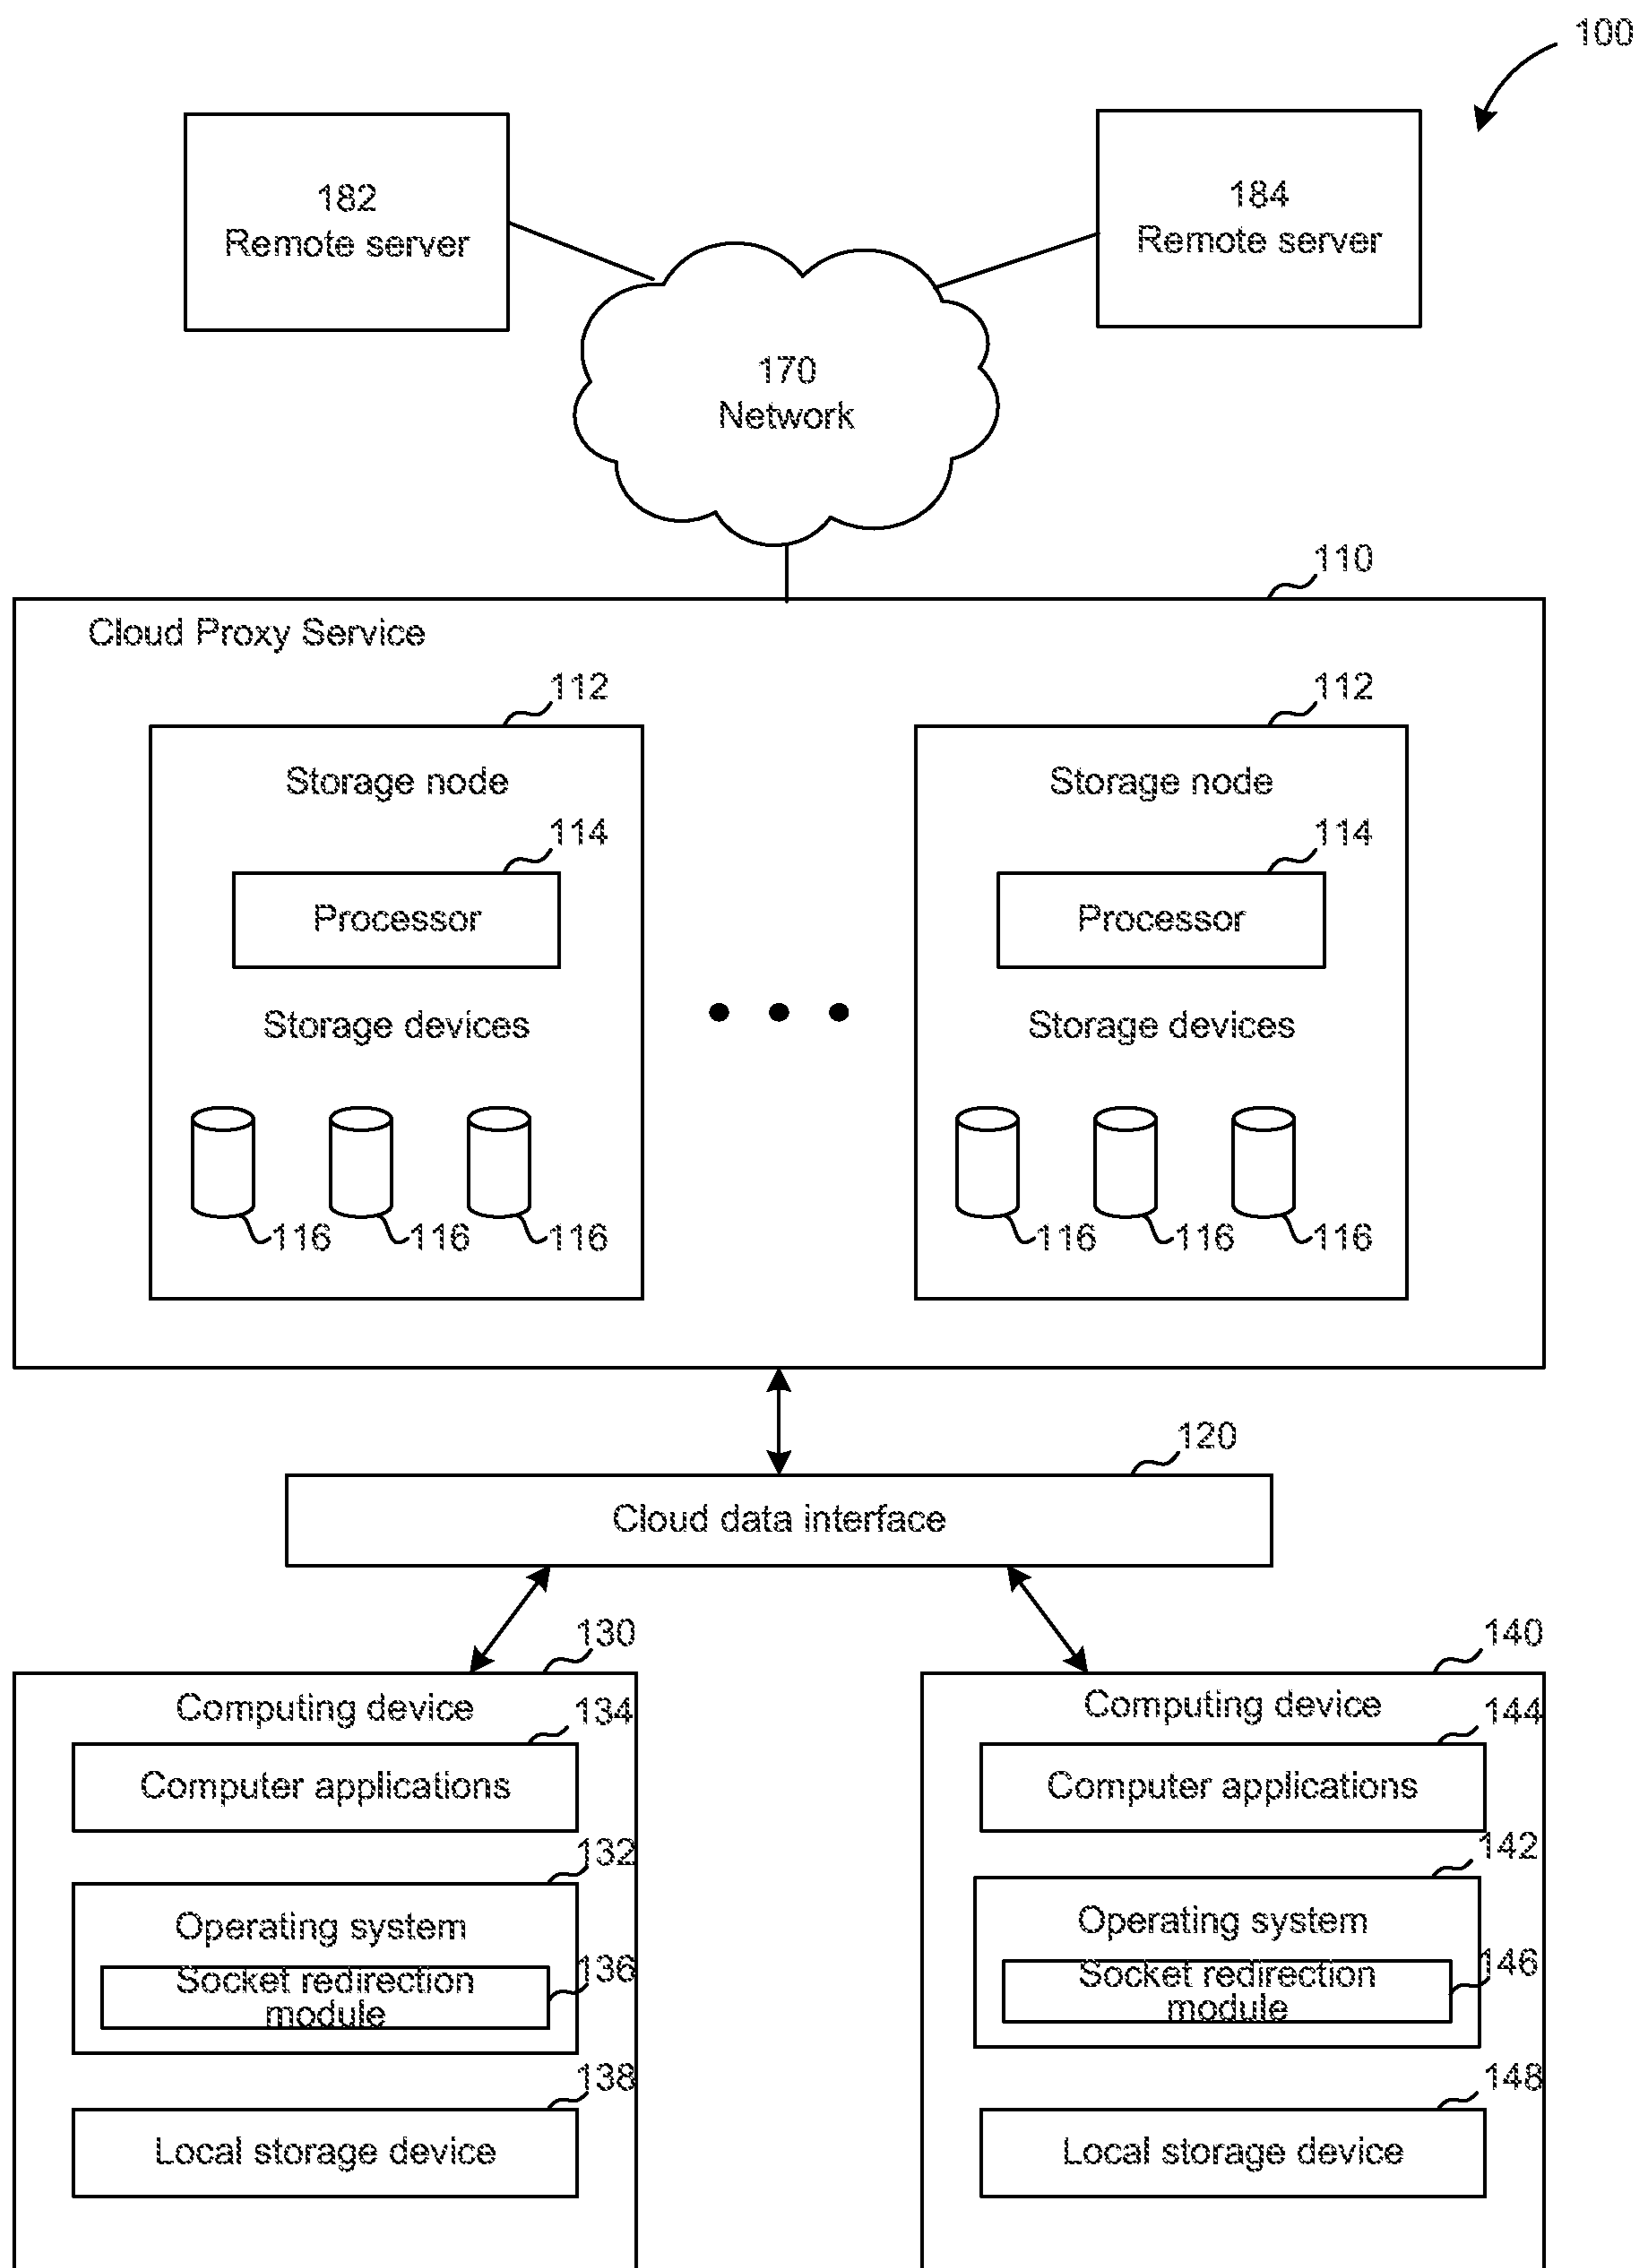 100
182
Remote server
184
Remote server
170
Network
110
Cloud Proxy Service
112
112
Storage node
Storage node
114
114
Processor
Processor
Storage devices
Storage devices
116
116
116
116
116
116
120
Cloud data interface
130
140
Computing device
134
Computer applications
132
Operating system
136
Socket redirection
module
138
Local storage device
Computing device
144
Computer applications
142
Operating system
146
Socket redirection
module
148
Local storage device